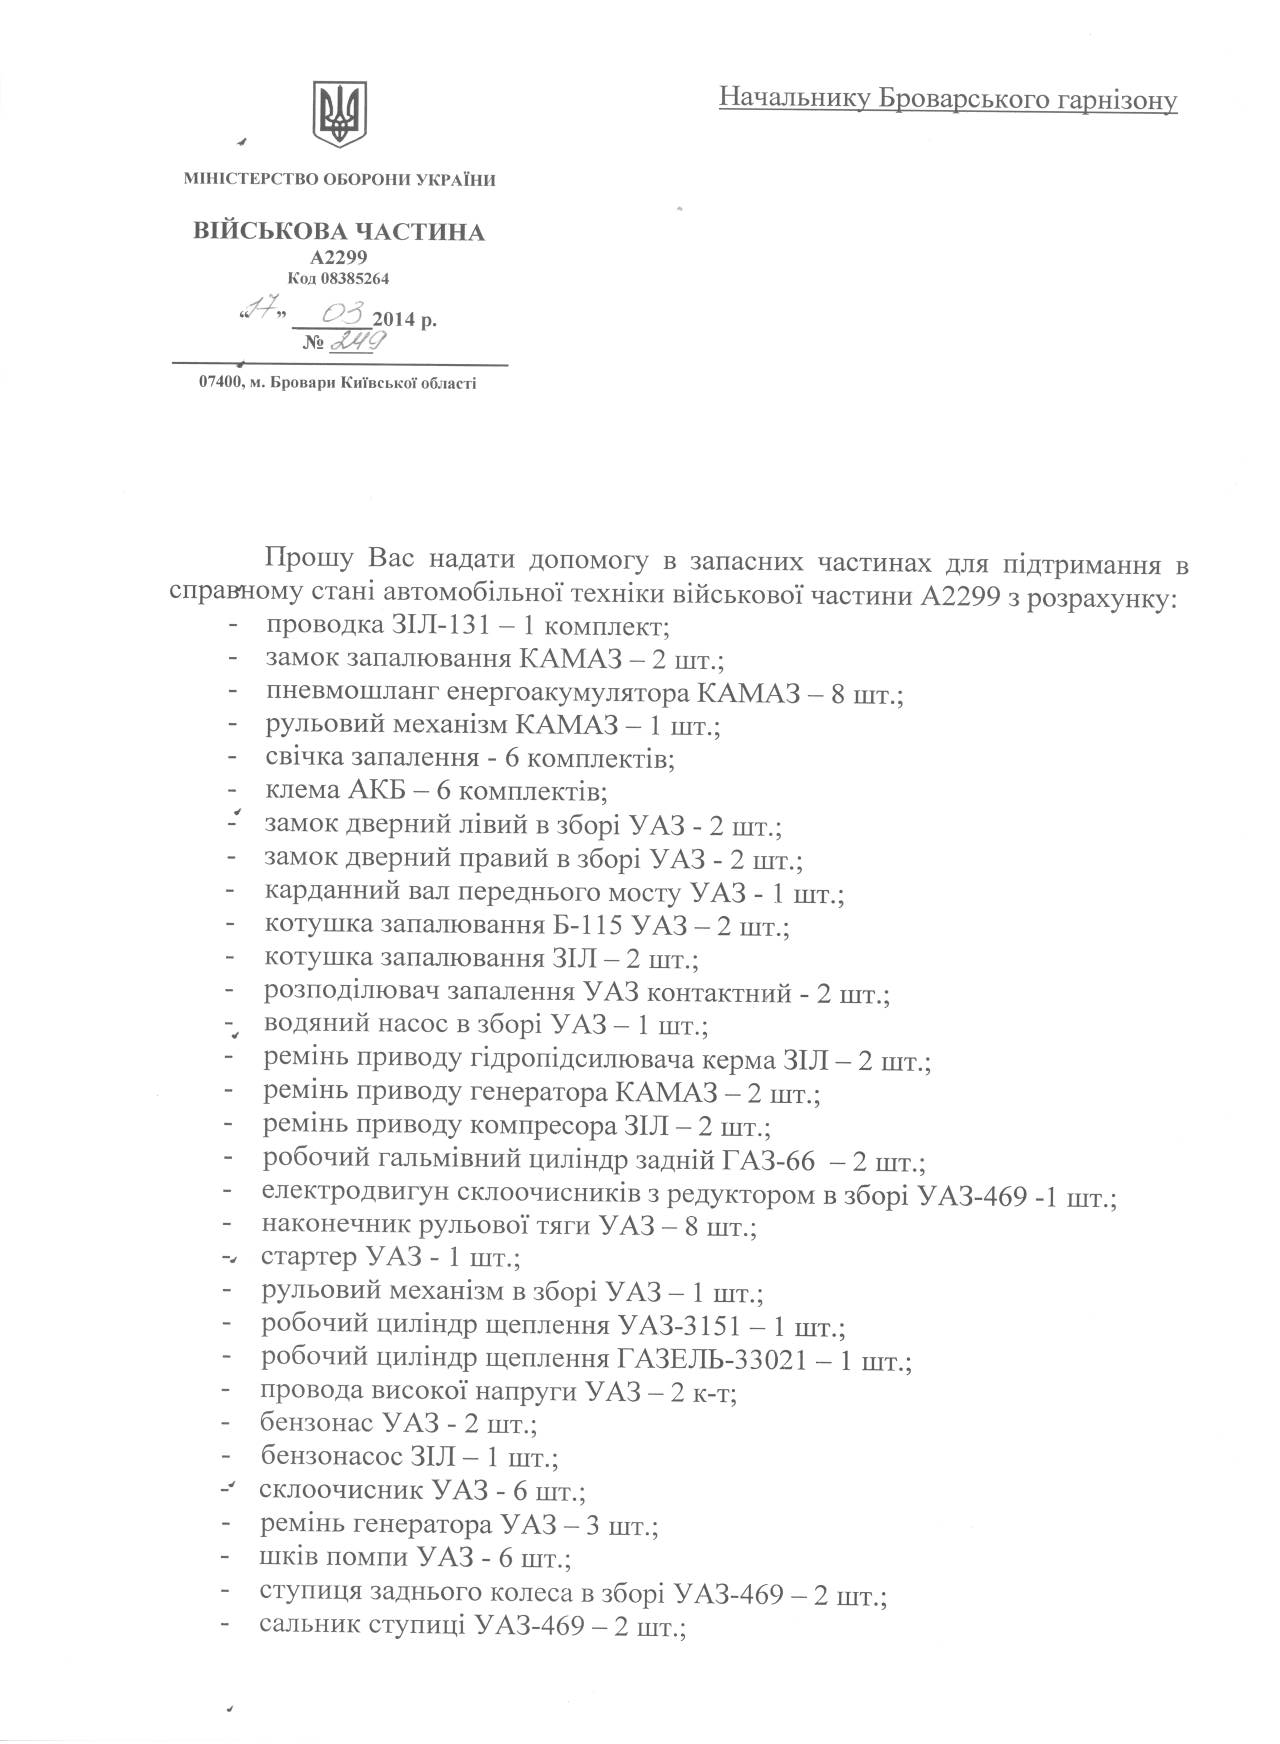 Начальнику Броварського гарнізону
МІНІСТЕРСТВО ОБОРОНИ УКРАЇНИ
ВІЙСЬКОВА ЧАСТИНА
А2299
Код 08385264
“17” 03 2014 р.
№ 249
07400, м. Бровари Київської області
Прошу Вас надати допомогу в запасних частинах для підтримання в
справному стані автомобільної техніки військової частини А2299 з розрахунку:
- проводка ЗІЛ-131 – 1 комплект;
- замок запалювання КАМАЗ – 2 шт.;
- пневмошланг енергоакумулятора КАМАЗ – 8 шт.;
- рульовий механізм КАМАЗ – 1 шт.;
- свічка запалення - 6 комплектів;
- клема АКБ – 6 комплектів;
- замок дверний лівий в зборі УАЗ - 2 шт.;
- замок дверний правий в зборі УАЗ - 2 шт.;
- карданний вал переднього мосту УАЗ - 1 шт.;
- котушка запалювання Б-115 УАЗ – 2 шт.;
- котушка запалювання ЗІЛ – 2 шт.;
- розподілювач запалення УАЗ контактний - 2 шт.;
- водяний насос в зборі УАЗ – 1 шт.;
- ремінь приводу гідропідсилювача керма ЗІЛ – 2 шт.;
- ремінь приводу генератора КАМАЗ – 2 шт.;
- ремінь приводу компресора ЗІЛ – 2 шт.;
- робочий гальмівний циліндр задній ГАЗ-66 – 2 шт.;
- електродвигун склоочисників з редуктором в зборі УАЗ-469 -1 шт.;
- наконечник рульової тяги УАЗ – 8 шт.;
- стартер УАЗ - 1 шт.;
- рульовий механізм в зборі УАЗ – 1 шт.;
- робочий циліндр щеплення УАЗ-3151 – 1 шт.;
- робочий циліндр щеплення ГАЗЕЛЬ-33021 – 1 шт.;
- провода високої напруги УАЗ – 2 к-т;
- бензонас УАЗ - 2 шт.;
- бензонасос ЗІЛ – 1 шт.;
- склоочисник УАЗ - 6 шт.;
- ремінь генератора УАЗ – 3 шт.;
- шків помпи УАЗ - 6 шт.;
- ступиця заднього колеса в зборі УАЗ-469 – 2 шт.;
- сальник ступиці УАЗ-469 – 2 шт.;